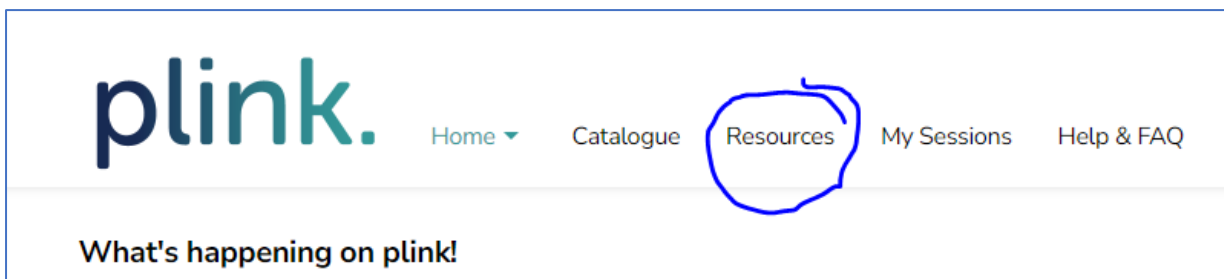 plink.
Home Catalogue Resources My Sessions Help & FAQ
What's happening on plink!